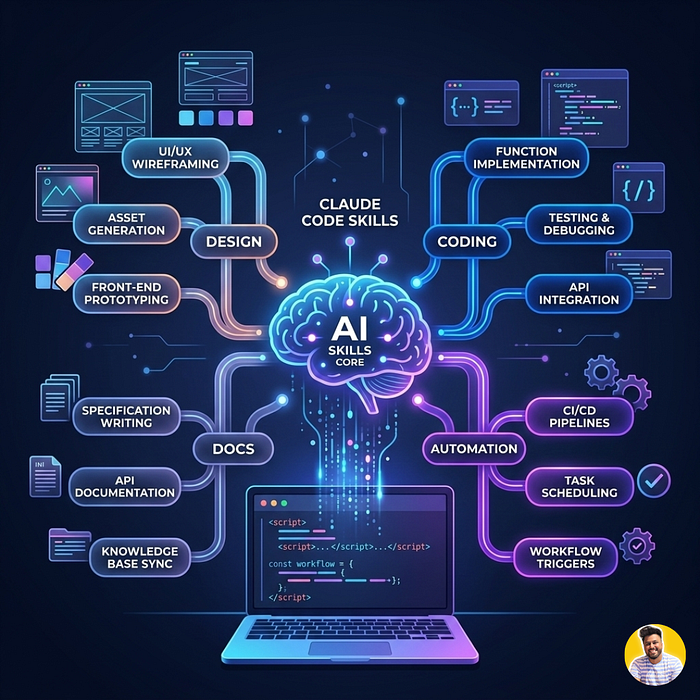 CLAUDE
CODE SKILLS
UI/UX
WIREFRAMING
ASSET
GENERATION
DESIGN
FRONT-END
PROTOTYPING
<script>
{...}
FUNCTION
IMPLEMENTATION
{/}
TESTING &
DEBUGGING
CODING
API
INTEGRATION
AI
SKILLS
CORE
SPECIFICATION
WRITING
DOCS
INI
API
DOCUMENTATION
KNOWLEDGE
BASE SYNC
CI/CD
PIPELINES
AUTOMATION
TASK
SCHEDULING
WORKFLOW
TRIGGERS
<script>
<script>...</script>...</script>
const workflow = {
{
};
};
</script>